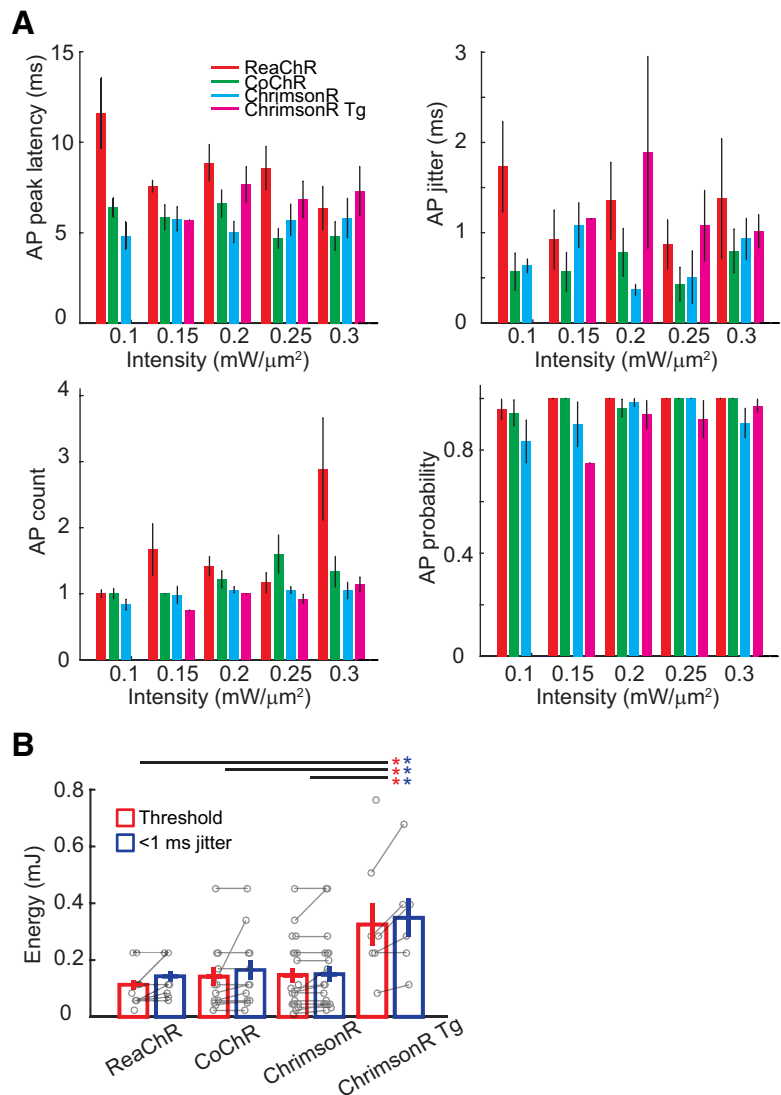 A
AP peak latency (ms)
15
10
5
0
ReaChR
CoChR
ChrimsonR
ChrimsonR Tg
0.1 0.15 0.2 0.25 0.3
Intensity (mW/μm²)
AP jitter (ms)
3
2
1
0
0.1 0.15 0.2 0.25 0.3
Intensity (mW/μm²)
AP count
4
3
2
1
0
0.1 0.15 0.2 0.25 0.3
Intensity (mW/μm²)
AP probability
0.8
0.4
0
0.1 0.15 0.2 0.25 0.3
Intensity (mW/μm²)
B
**
**
**
Energy (mJ)
0.8
0.6
0.4
0.2
0
Threshold
<1 ms jitter
ReaChR
CoChR
ChrimsonR
ChrimsonR Tg